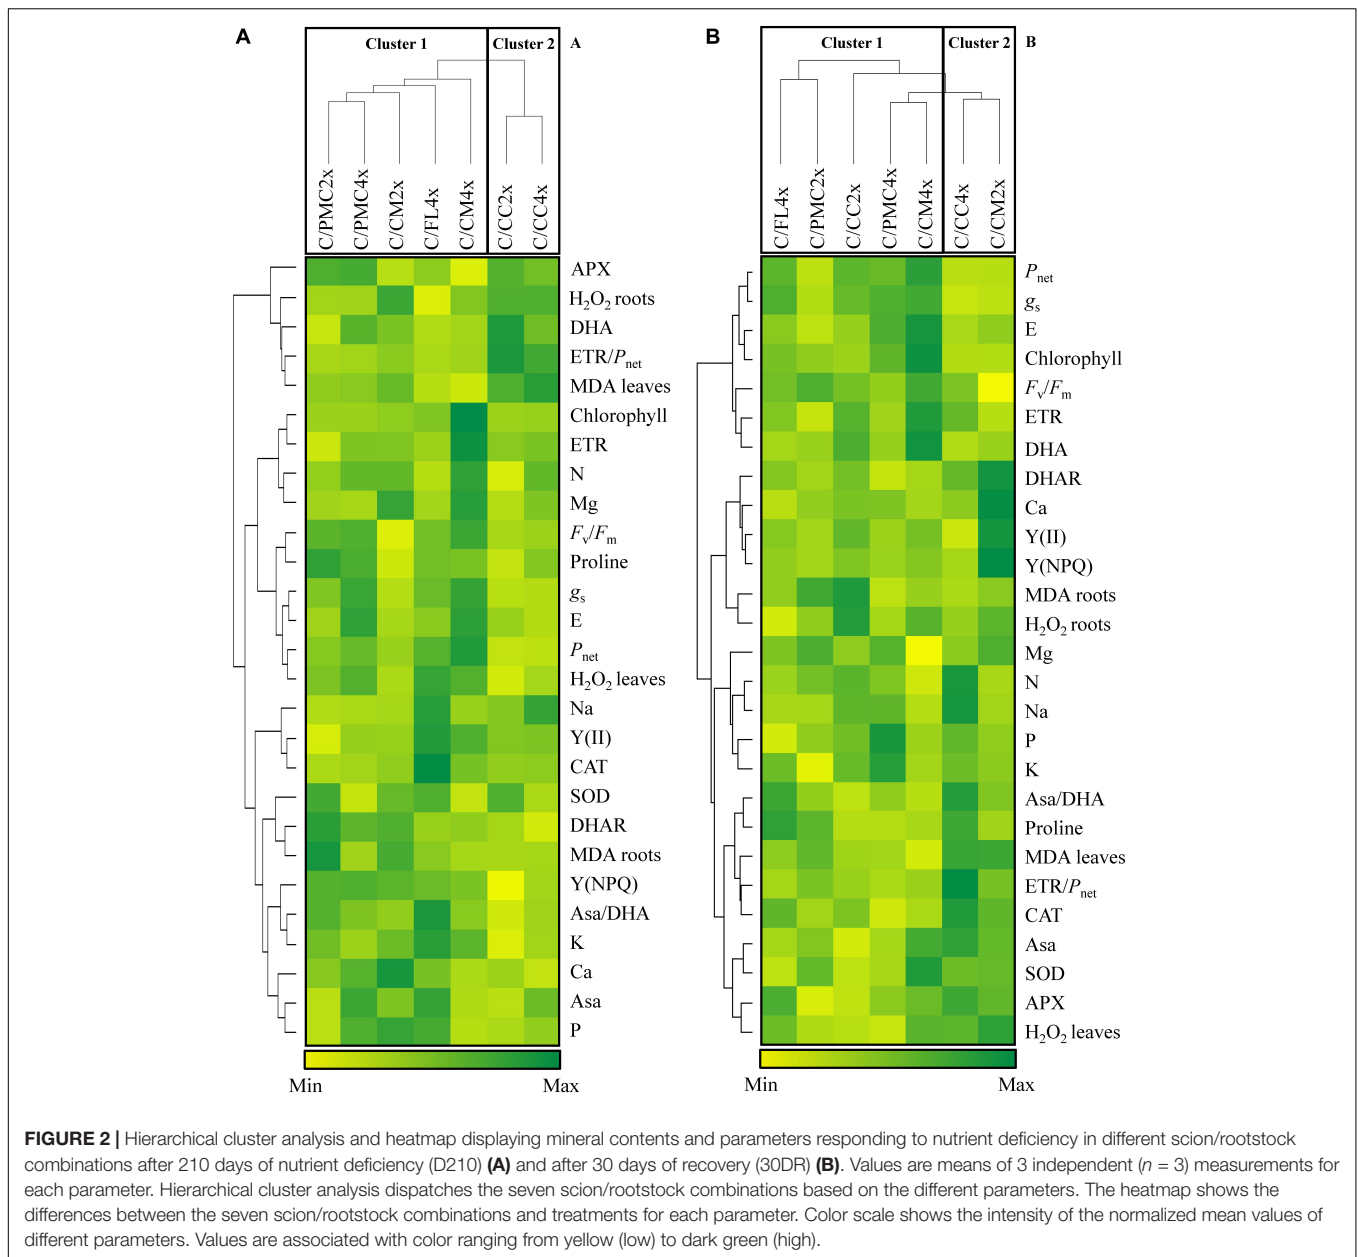 A
Cluster 1
Cluster 2
A
C/PMC2x
C/PMC4x
C/CM2x
C/FL4x
C/CM4x
C/CC2x
C/CC4x
APX
H₂O₂ roots
DHA
ETR/Pnet
MDA leaves
Chlorophyll
ETR
N
Mg
Fv/Fm
Proline
gs
E
Pnet
H₂O₂ leaves
Na
Y(II)
CAT
SOD
DHAR
MDA roots
Y(NPQ)
Asa/DHA
K
Ca
Asa
P
Min
Max
B
Cluster 1
Cluster 2
B
C/FL4x
C/PMC2x
C/CC2x
C/PMC4x
C/CM4x
C/CC4x
C/CM2x
Pnet
gs
E
Chlorophyll
Fv/Fm
ETR
DHA
DHAR
Ca
Y(II)
Y(NPQ)
MDA roots
H₂O₂ roots
Mg
N
Na
P
K
Asa/DHA
Proline
MDA leaves
ETR/Pnet
CAT
Asa
SOD
APX
H₂O₂ leaves
Min
Max
FIGURE 2 | Hierarchical cluster analysis and heatmap displaying mineral contents and parameters responding to nutrient deficiency in different scion/rootstock
combinations after 210 days of nutrient deficiency (D210) (A) and after 30 days of recovery (30DR) (B). Values are means of 3 independent (n = 3) measurements for
each parameter. Hierarchical cluster analysis dispatches the seven scion/rootstock combinations based on the different parameters. The heatmap shows the
differences between the seven scion/rootstock combinations and treatments for each parameter. Color scale shows the intensity of the normalized mean values of
different parameters. Values are associated with color ranging from yellow (low) to dark green (high).